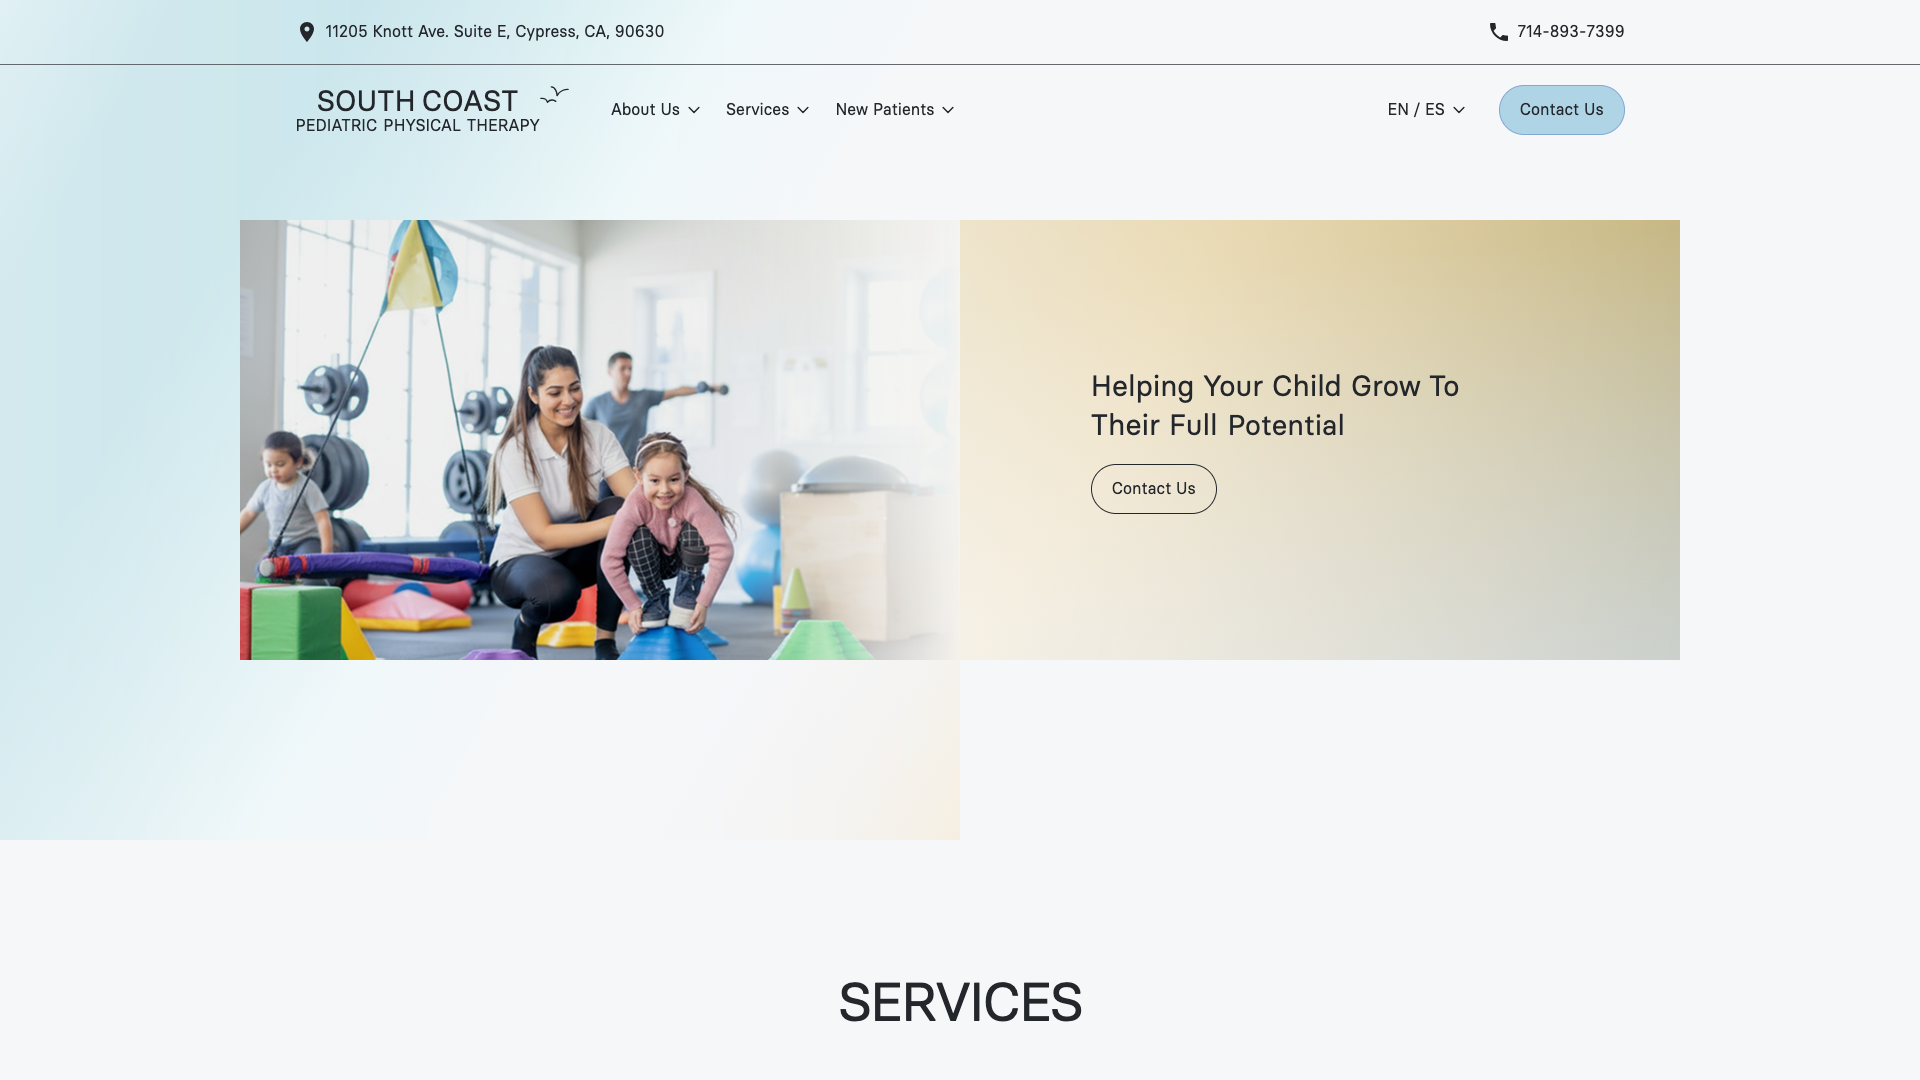 11205 Knott Ave. Suite E, Cypress, CA, 90630
714-893-7399
SOUTH COAST
PEDIATRIC PHYSICAL THERAPY
About Us
Services
New Patients
EN / ES
Contact Us
Helping Your Child Grow To
Their Full Potential
Contact Us
SERVICES